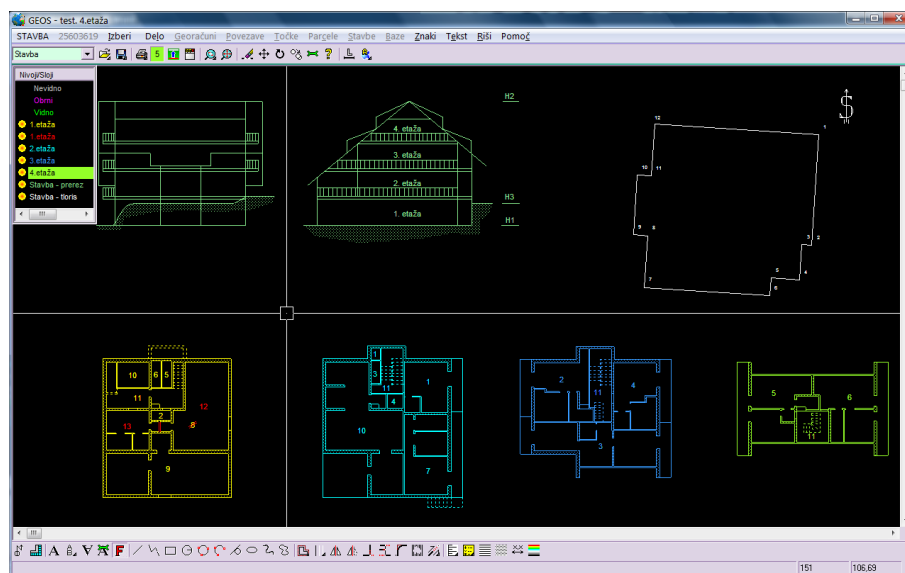 GEOS - test. 4.etaža
STAVBA 25603619 Izberi Delo Georačuni Povezave Točke Parcele Stavbe Baze Znaki Tekst Riši Pomoč
Stavba
5
Nivoji/Sloji
Nevidno
Obrni
Vidno
1.etaža
1.etaža
2.etaža
3.etaža
4.etaža
Stavba - prerez
Stavba - tloris
4. etaža
3. etaža
2. etaža
1. etaža
H2
H3
H1
12
1
10 11
9 8
3 2
5 4
7 6
10 6 5
11
12
2
8
13
9
1
3
11
1
4
10
7
2
11
4
3
5
6
11
151 106,69